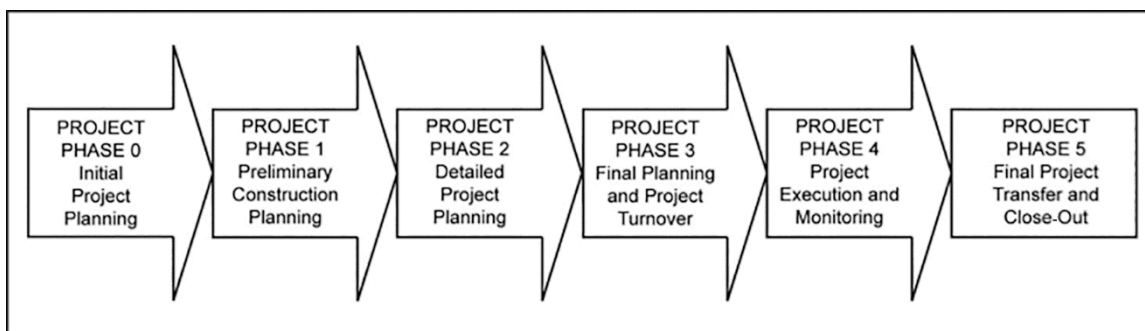 PROJECT
PHASE 0
Initial
Project
Planning
PROJECT
PHASE 1
Preliminary
Construction
Planning
PROJECT
PHASE 2
Detailed
Project
Planning
PROJECT
PHASE 3
Final Planning
and Project
Turnover
PROJECT
PHASE 4
Project
Execution and
Monitoring
PROJECT
PHASE 5
Final Project
Transfer and
Close-Out